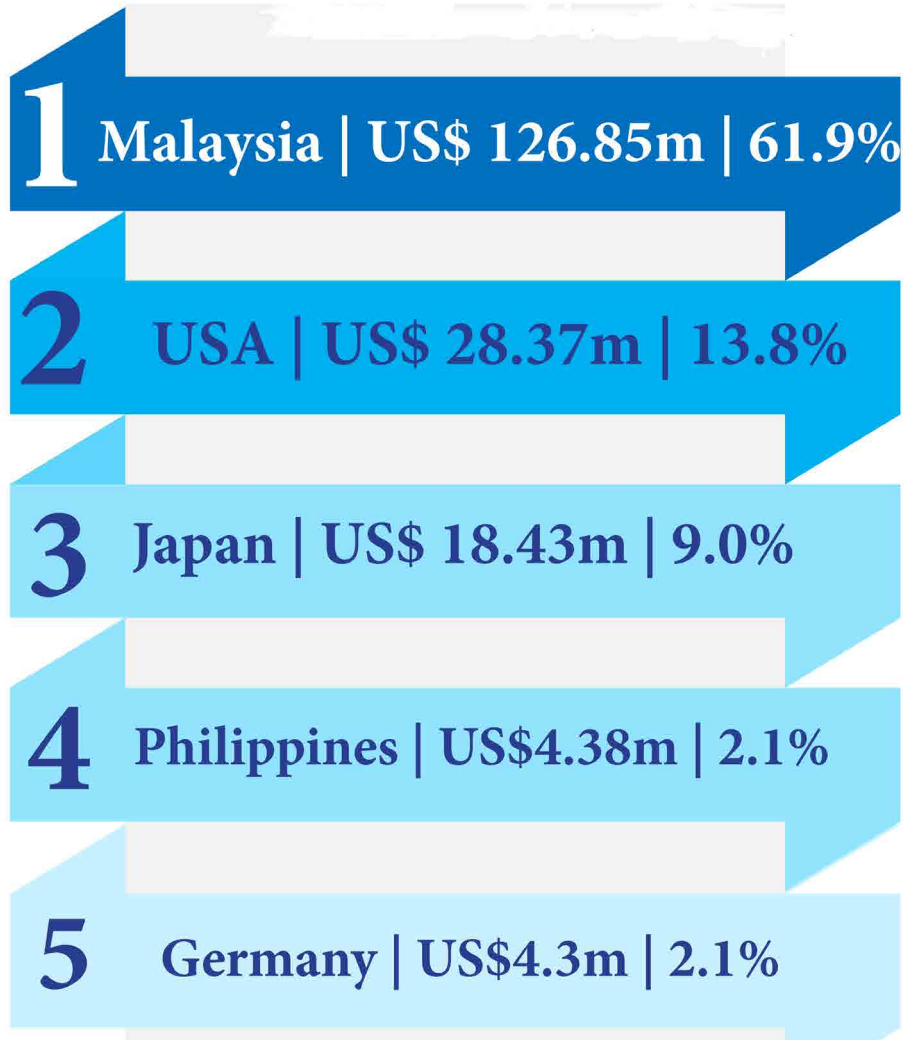 1 Malaysia | US$ 126.85m | 61.9%
2 USA | US$ 28.37m | 13.8%
3 Japan | US$ 18.43m | 9.0%
4 Philippines | US$4.38m | 2.1%
5 Germany | US$4.3m | 2.1%